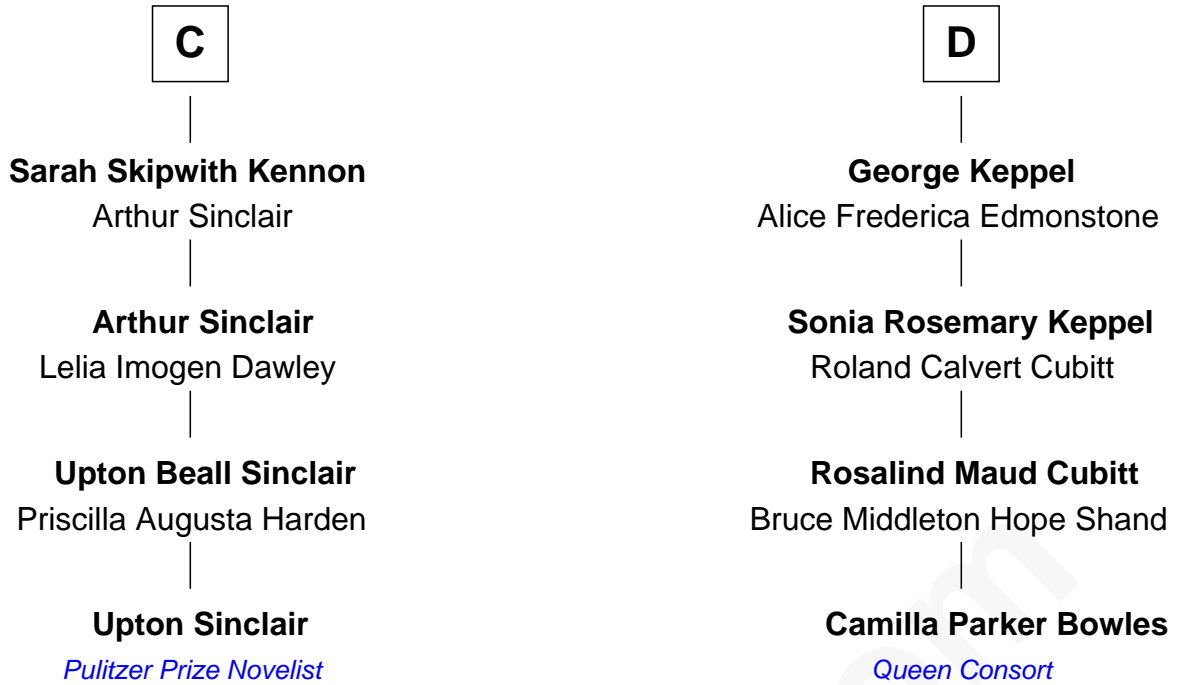 C
Sarah Skipwith Kennon
Arthur Sinclair
Arthur Sinclair
Lelia Imogen Dawley
Upton Beall Sinclair
Priscilla Augusta Harden
Upton Sinclair
Pulitzer Prize Novelist
D
George Keppel
Alice Frederica Edmonstone
Sonia Rosemary Keppel
Roland Calvert Cubitt
Rosalind Maud Cubitt
Bruce Middleton Hope Shand
Camilla Parker Bowles
Queen Consort